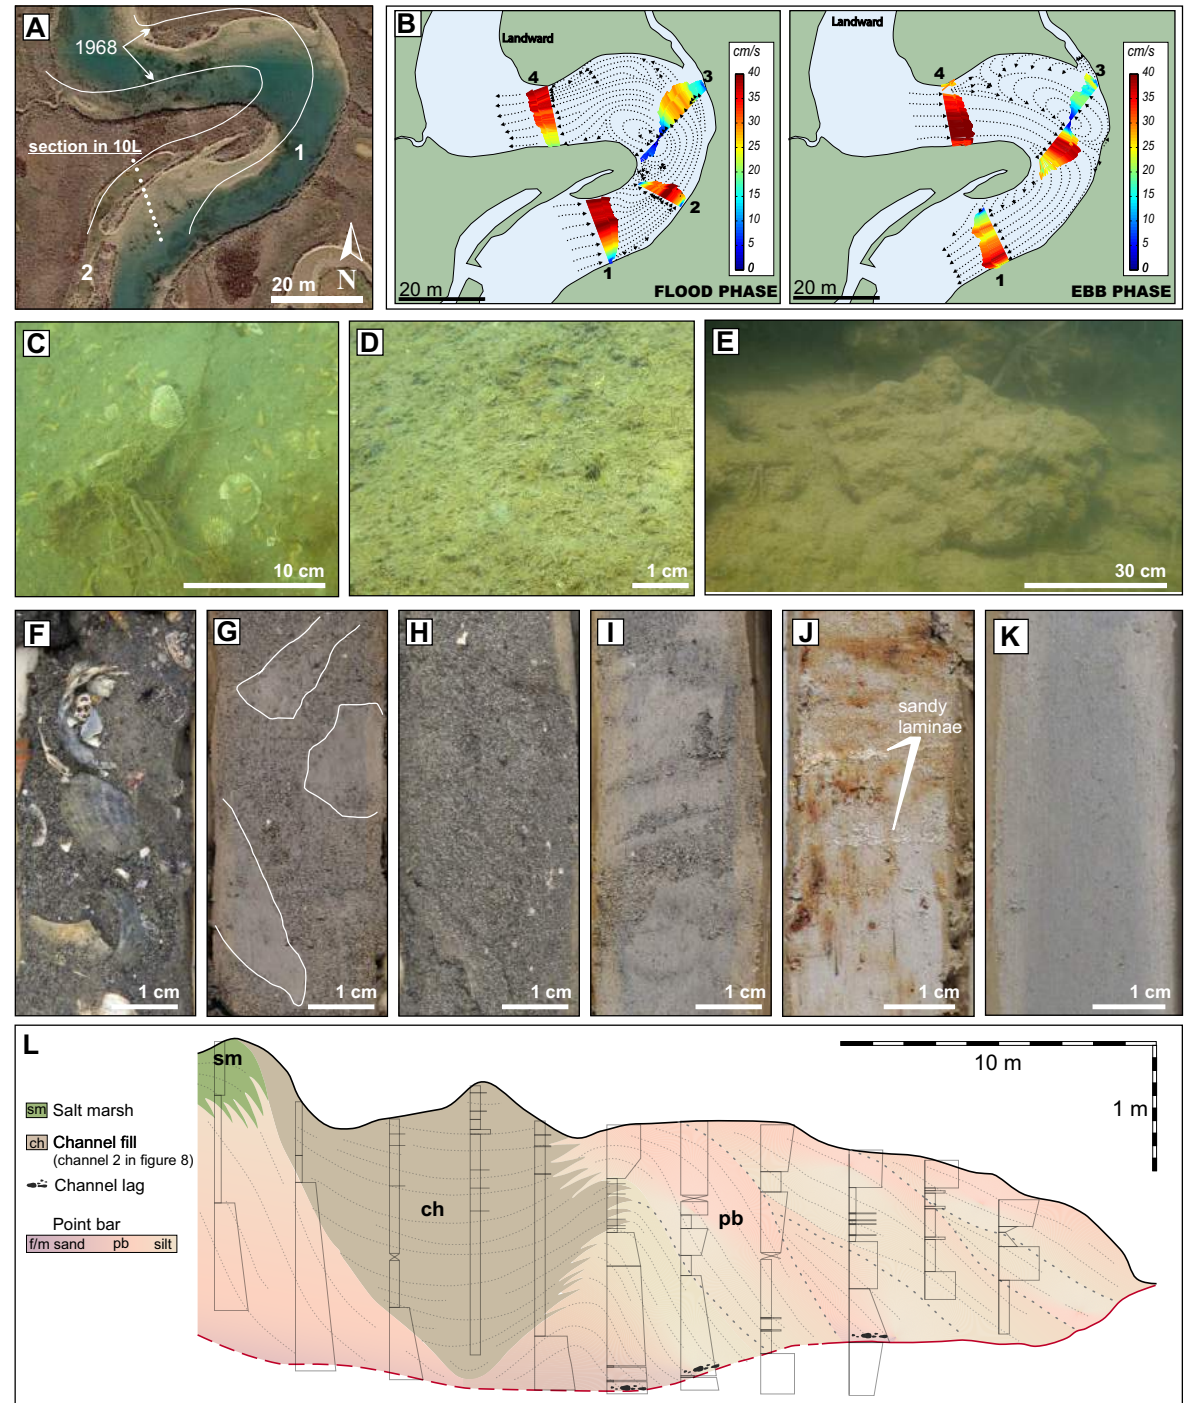 A
1968
section in 10L
1
2
N
20 m
B
Landward
4
3
2
1
cm/s
40
35
30
25
20
15
10
5
0
20 m
FLOOD PHASE
Landward
4
3
1
cm/s
40
35
30
25
20
15
10
5
0
20 m
EBB PHASE
C
10 cm
D
1 cm
E
30 cm
F
1 cm
G
1 cm
H
1 cm
I
1 cm
J
sandy
laminae
1 cm
K
1 cm
L
sm
10 m
1 m
sm Salt marsh
ch Channel fill
(channel 2 in figure 8)
Channel lag
Point bar
f/m sand pb silt
ch
pb